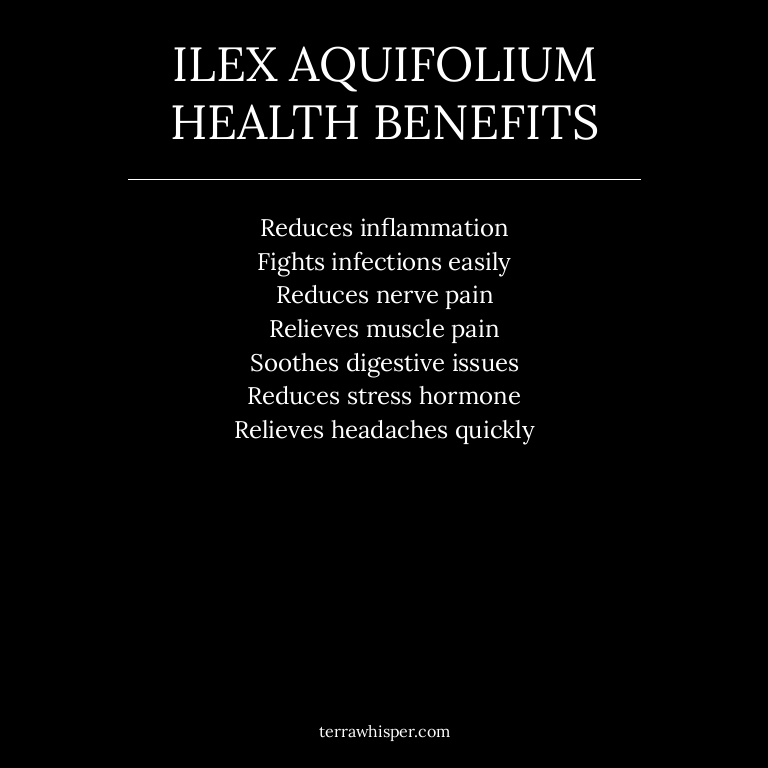 ILEX AQUIFOLIUM
HEALTH BENEFITS
Reduces inflammation
Fights infections easily
Reduces nerve pain
Relieves muscle pain
Soothes digestive issues
Reduces stress hormone
Relieves headaches quickly
terrawhisper.com